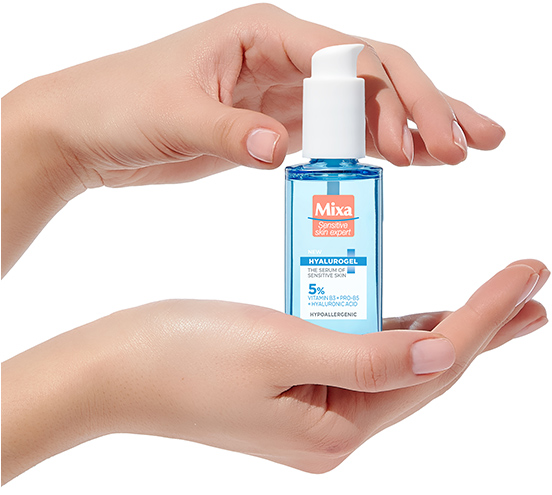 Mixa
Sensitive
skin expert
HYALUROGEL
THE SERUM OF
SENSITIVE SKIN
5%
VITAMIN B3 + PRO-B5
+ HYALURONIC ACID
HYPOALLERGENIC